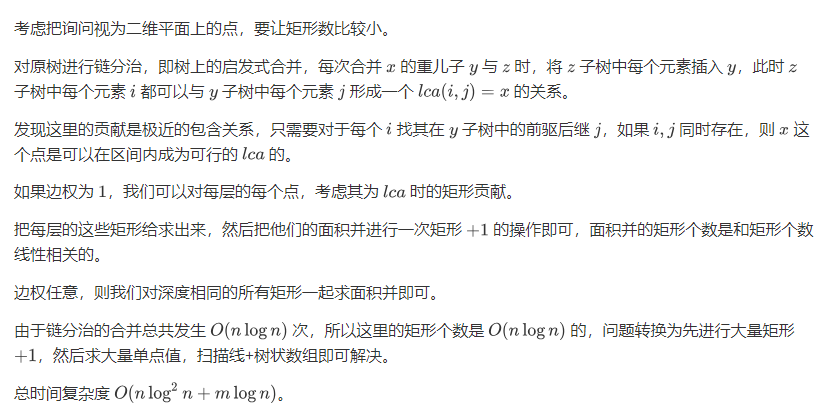 考虑把询问视为二维平面上的点，要让矩形数比较小。
对原树进行链分治，即树上的启发式合并，每次合并 x 的重儿子 y 与 z 时，将 z 子树中每个元素插入 y，此时 z
子树中每个元素 i 都可以与 y 子树中每个元素 j 形成一个 lca(i, j) = x 的关系。
发现这里的贡献是极近的包含关系，只需要对于每个 i 找其在 y 子树中的前驱后继 j，如果 i, j 同时存在，则 x 这
个点是可以在区间内成为可行的 lca 的。
如果边权为 1，我们可以对每层的每个点，考虑其为 lca 时的矩形贡献。
把每层的这些矩形给求出来，然后把他们的面积并进行一次矩形 +1 的操作即可，面积并的矩形个数是和矩形个数
线性相关的。
边权任意，则我们对深度相同的所有矩形一起求面积并即可。
由于链分治的合并总共发生 O(n log n) 次，所以这里的矩形个数是 O(n log n) 的，问题转换为先进行大量矩形
+1，然后求大量单点值，扫描线+树状数组即可解决。
总时间复杂度 O(n log² n + m log n)。